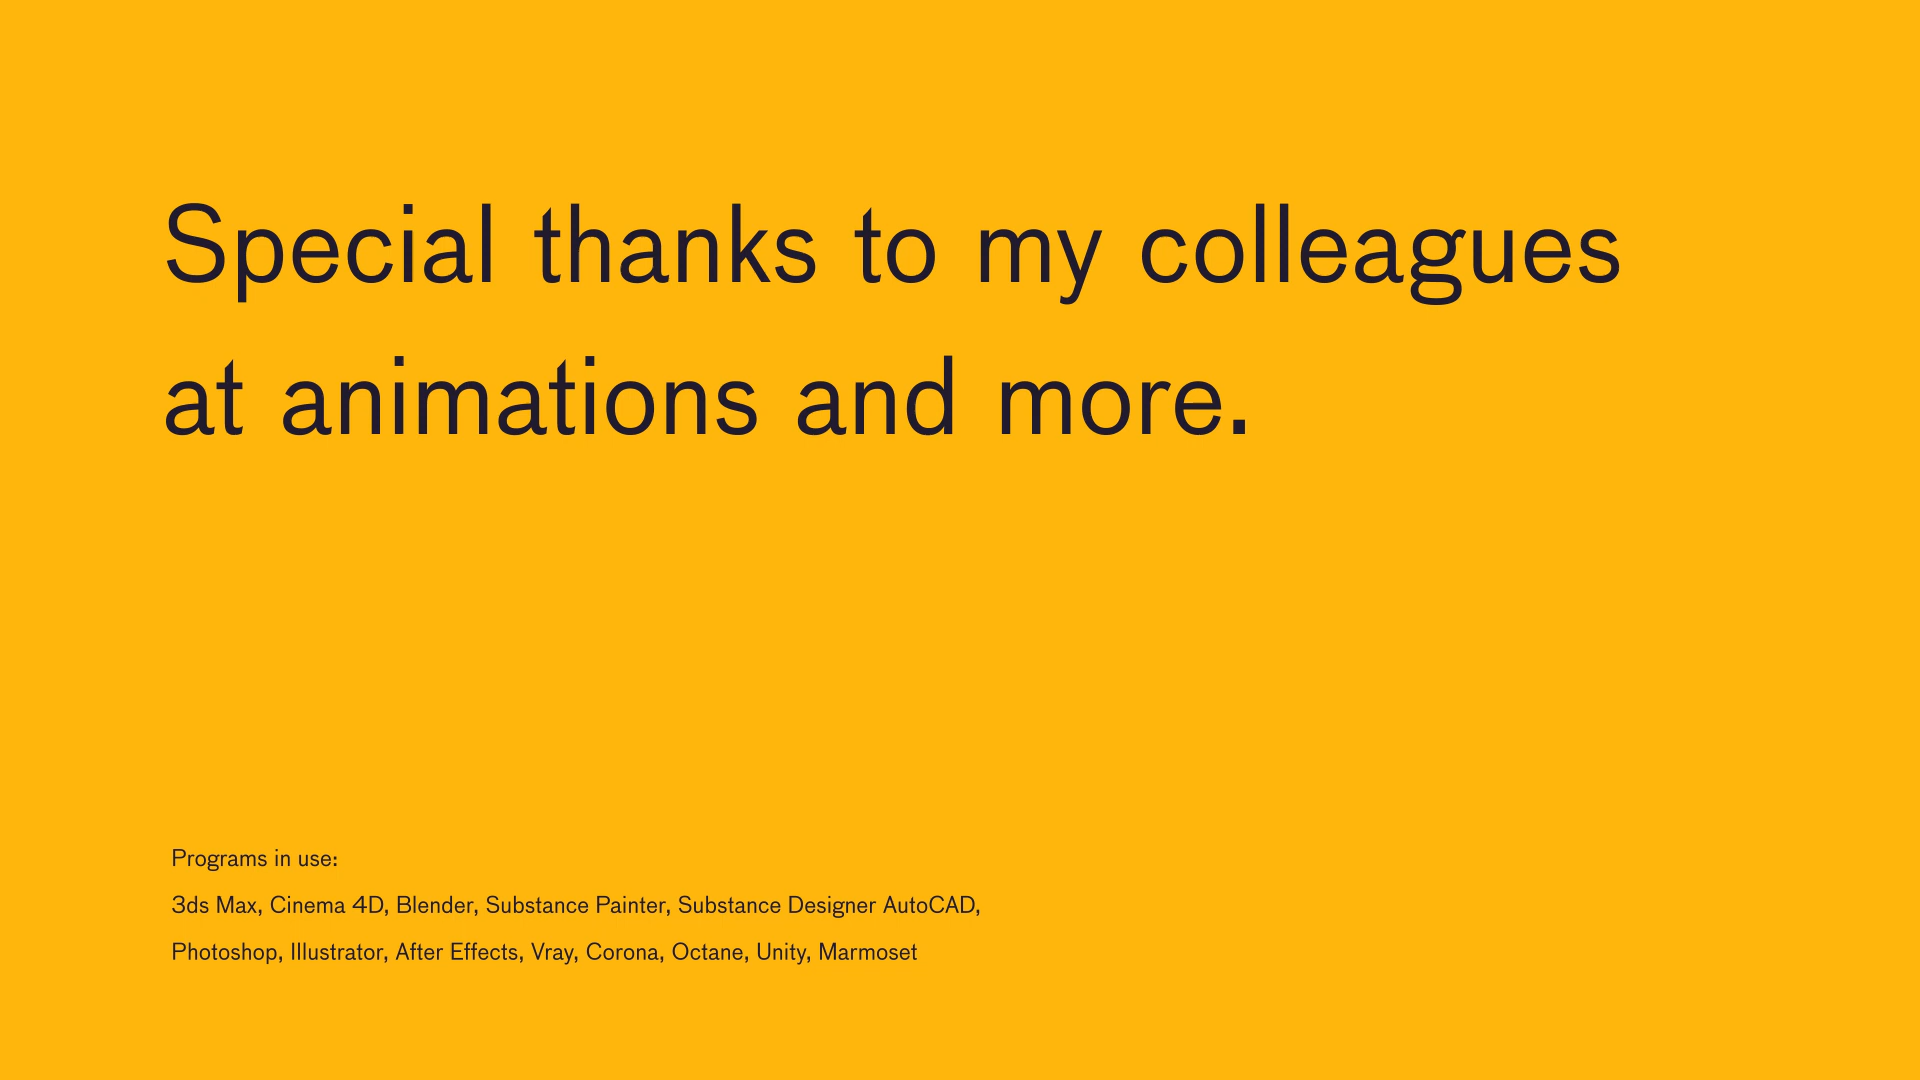 Special thanks to my colleagues
at animations and more.
Programs in use:
3ds Max, Cinema 4D, Blender, Substance Painter, Substance Designer AutoCAD,
Photoshop, Illustrator, After Effects, Vray, Corona, Octane, Unity, Marmoset